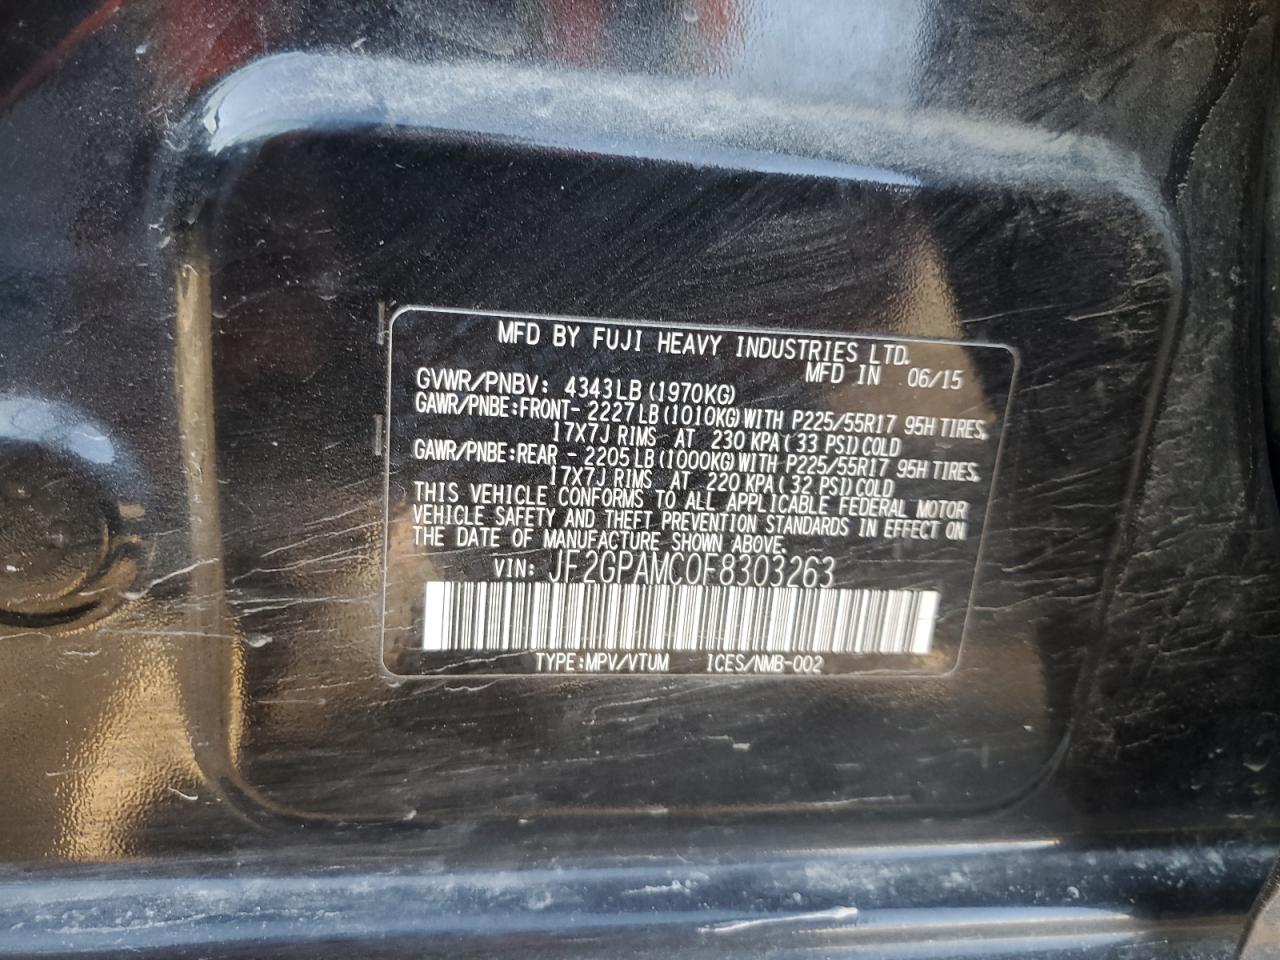 MFD BY FUJI HEAVY INDUSTRIES LTD.
MFD IN 06/15
GVWR/PNBV: 4343LB (1970KG)
GAWR/PNBE:FRONT- 2227LB (1010KG) WITH P225/55R17 95H TIRES,
17X7J RIMS AT 230 KPA ( 33 PSI) COLD
GAWR/PNBE:REAR - 2205LB (1000KG) WITH P225/55R17 95H TIRES,
17X7J RIMS AT 220 KPA ( 32 PSI) COLD
THIS VEHICLE CONFORMS TO ALL APPLICABLE FEDERAL MOTOR
VEHICLE SAFETY AND THEFT PREVENTION STANDARDS IN EFFECT ON
THE DATE OF MANUFACTURE SHOWN ABOVE.
VIN: JF2GPAMC0F8303263
TYPE:MPV/VTUM ICES/NMB-002